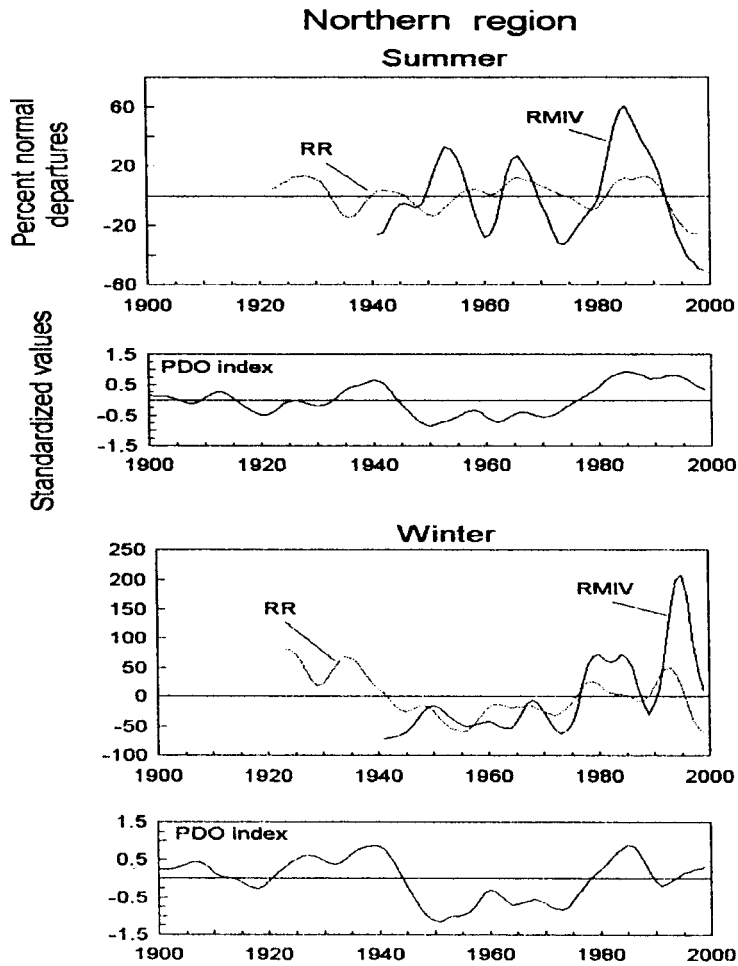 Northern region
Summer
Percent normal
departures
60
20
-20
-60
RR
RMIV
1900 1920 1940 1960 1980 2000
Standardized values
1.5
0.5
-0.5
-1.5
PDO index
1900 1920 1940 1960 1980 2000
Winter
250
200
150
100
50
0
-50
-100
RR
RMIV
1900 1920 1940 1960 1980 2000
1.5
0.5
-0.5
-1.5
PDO index
1900 1920 1940 1960 1980 2000